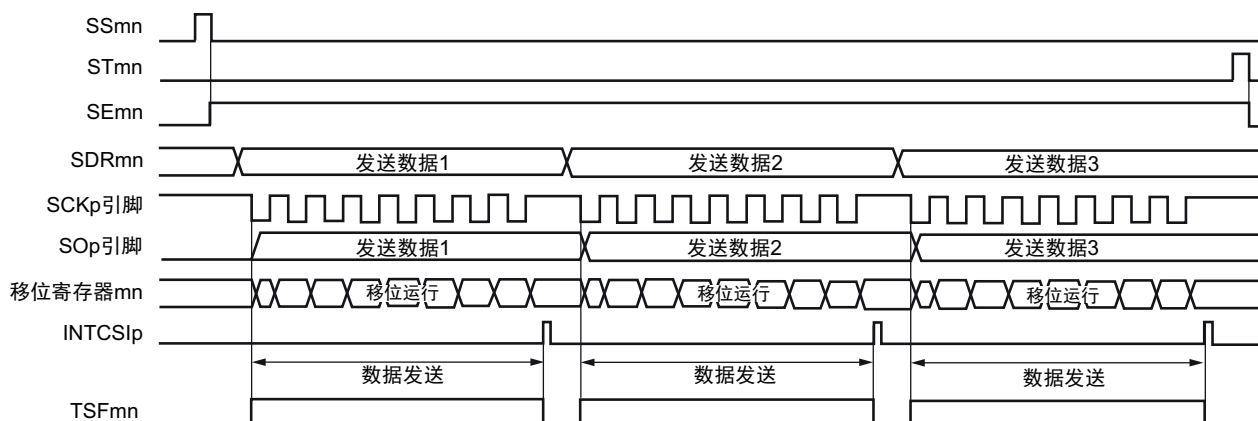 SSmn
STmn
SEmn
SDRmn 发送数据1 发送数据2 发送数据3
SCKp引脚
SOp引脚 发送数据1 发送数据2 发送数据3
移位寄存器mn 移位运行 移位运行 移位运行
INTCSIp
数据发送 数据发送 数据发送
TSFmn